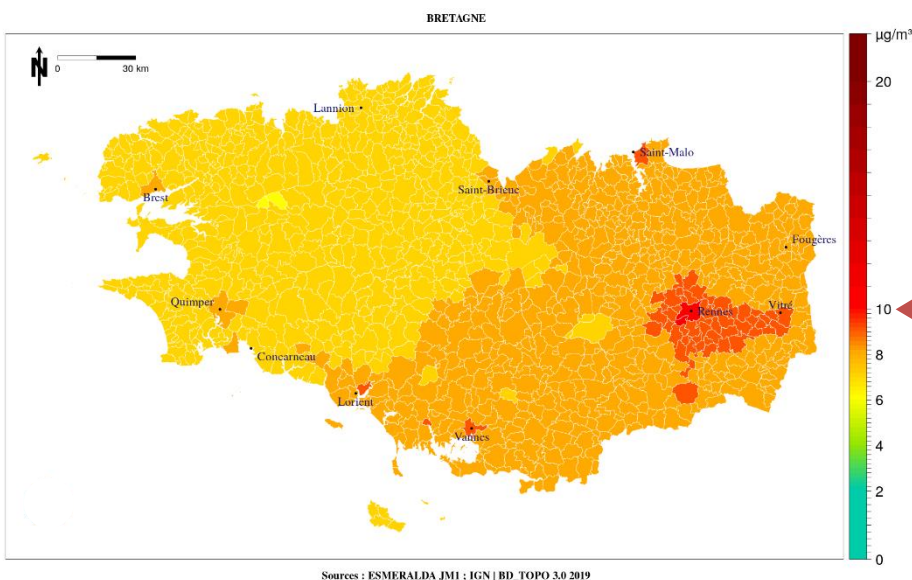 BRETAGNE
µg/m³
N
0 30 km
20
Lannion
Saint-Malo
Saint-Brieuc
Brest
Fougères
Quimper
Rennes
Vitré
10
Concarneau
8
Lorient
6
Vannes
4
2
0
Sources : ESMERALDA JM1 ; IGN | BD_TOPO 3.0 2019